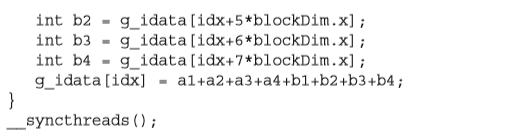 int b2 = g_idata[idx+5*blockDim.x];
int b3 = g_idata[idx+6*blockDim.x];
int b4 = g_idata[idx+7*blockDim.x];
g_idata[idx] = a1+a2+a3+a4+b1+b2+b3+b4;
}
__syncthreads();